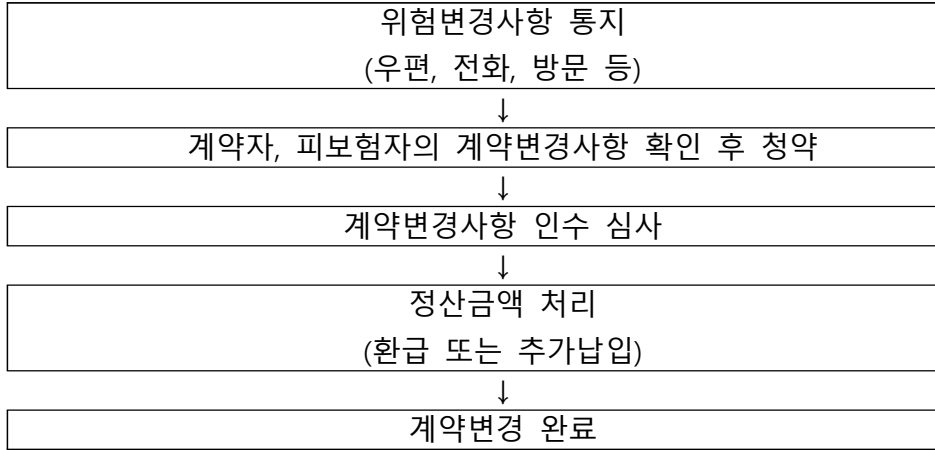 위험변경사항 통지
(우편, 전화, 방문 등)
↓
계약자, 피보험자의 계약변경사항 확인 후 청약
↓
계약변경사항 인수 심사
↓
정산금액 처리
(환급 또는 추가납입)
↓
계약변경 완료